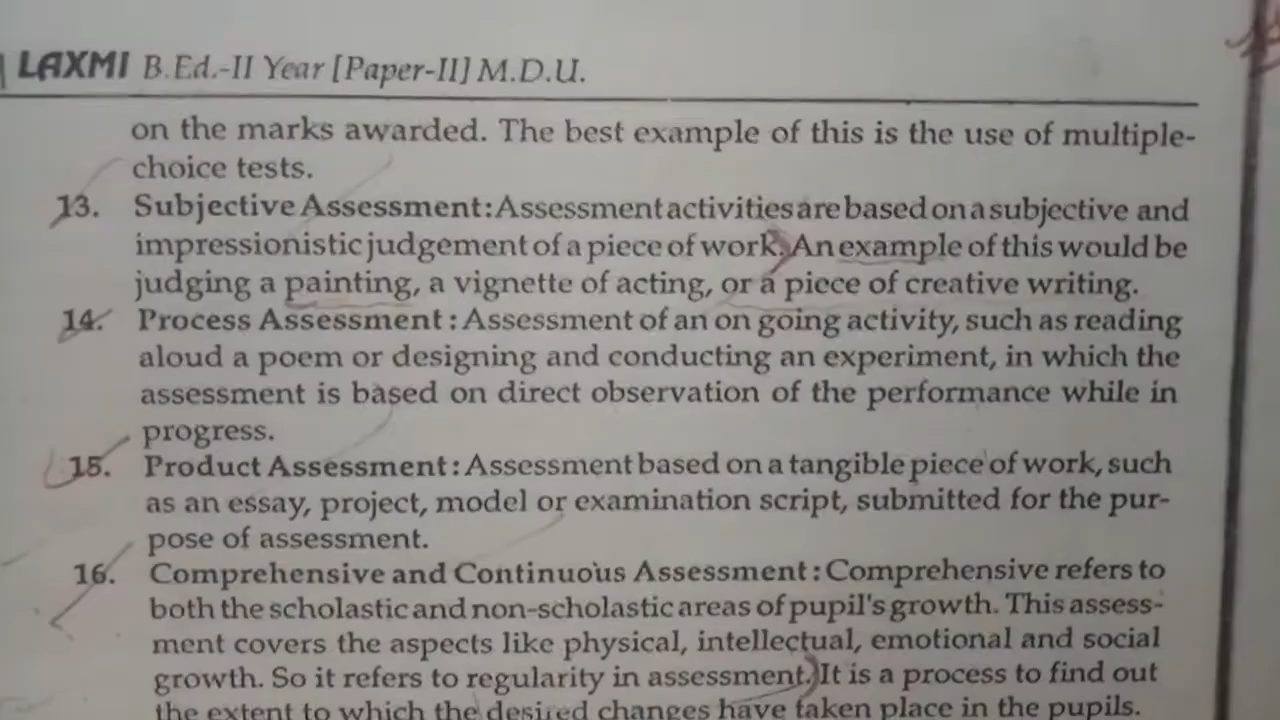 LAXMI B.Ed.-II Year [Paper-II] M.D.U.
on the marks awarded. The best example of this is the use of multiple-
choice tests.
13. Subjective Assessment : Assessment activities are based on a subjective and
impressionistic judgement of a piece of work. An example of this would be
judging a painting, a vignette of acting, or a piece of creative writing.
14. Process Assessment : Assessment of an on going activity, such as reading
aloud a poem or designing and conducting an experiment, in which the
assessment is based on direct observation of the performance while in
progress.
15. Product Assessment : Assessment based on a tangible piece of work, such
as an essay, project, model or examination script, submitted for the pur-
pose of assessment.
16. Comprehensive and Continuous Assessment : Comprehensive refers to
both the scholastic and non-scholastic areas of pupil's growth. This assess-
ment covers the aspects like physical, intellectual, emotional and social
growth. So it refers to regularity in assessment. It is a process to find out
the extent to which the desired changes have taken place in the pupils.